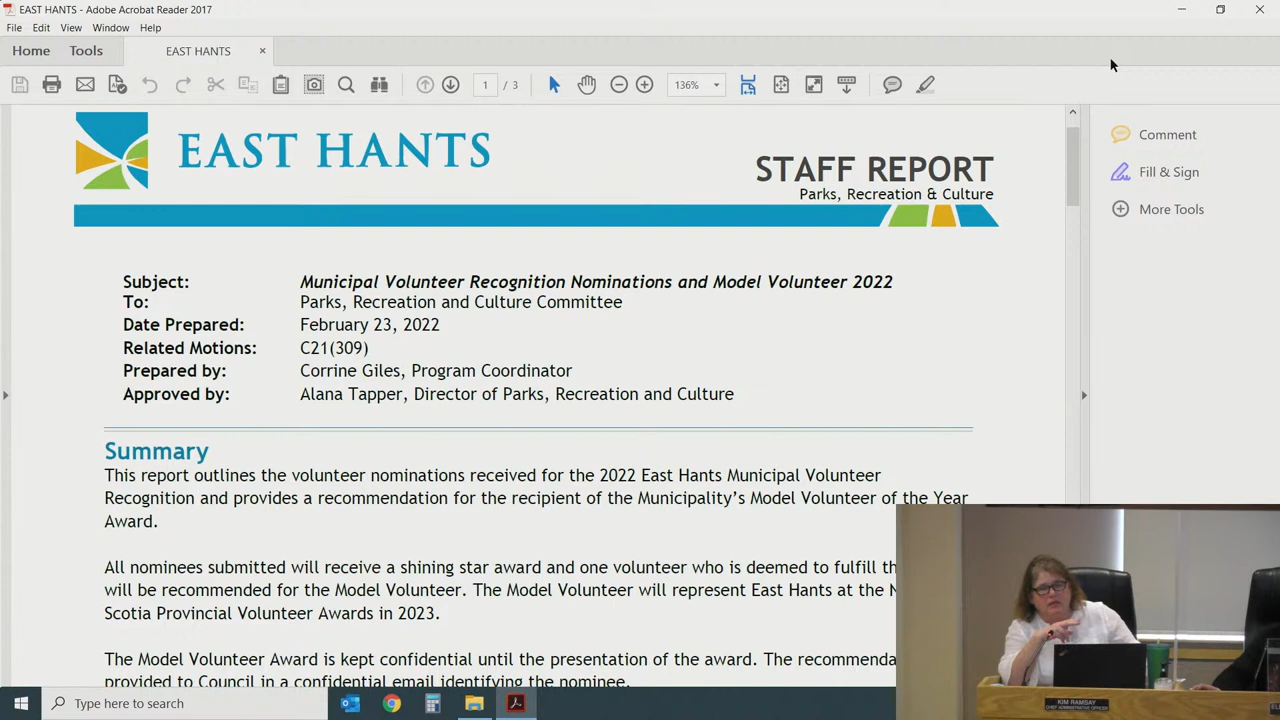 EAST HANTS - Adobe Acrobat Reader 2017
File Edit View Window Help
Home Tools EAST HANTS
1 / 3 136%
EAST HANTS
STAFF REPORT
Parks, Recreation & Culture
Comment
Fill & Sign
More Tools
Subject: Municipal Volunteer Recognition Nominations and Model Volunteer 2022
To: Parks, Recreation and Culture Committee
Date Prepared: February 23, 2022
Related Motions: C21(309)
Prepared by: Corrine Giles, Program Coordinator
Approved by: Alana Tapper, Director of Parks, Recreation and Culture
Summary
This report outlines the volunteer nominations received for the 2022 East Hants Municipal Volunteer
Recognition and provides a recommendation for the recipient of the Municipality's Model Volunteer of the Year
Award.
All nominees submitted will receive a shining star award and one volunteer who is deemed to fulfill th
will be recommended for the Model Volunteer. The Model Volunteer will represent East Hants at the N
Scotia Provincial Volunteer Awards in 2023.
The Model Volunteer Award is kept confidential until the presentation of the award. The recommenda
provided to Council in a confidential email identifying the nominee.
KIM RAMSAY
CHIEF ADMINISTRATIVE OFFICER
Type here to search